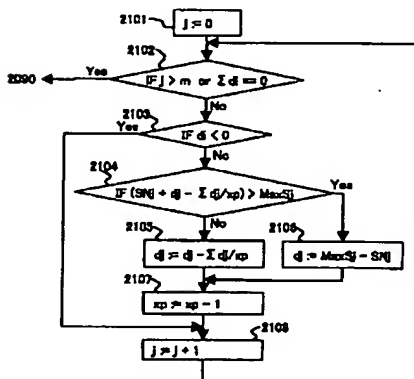 2101
j := 0
2102
2090
Yes
IF j > m or Σ dj == 0
No
2103
Yes
IF dj < 0
No
2104
IF (SNj + dj - Σ dj/xp) > MaxSj
Yes
No
2105
2106
dj := dj - Σ dj/xp
dj := MaxSj - SNj
2107
xp := xp - 1
2108
j := j + 1